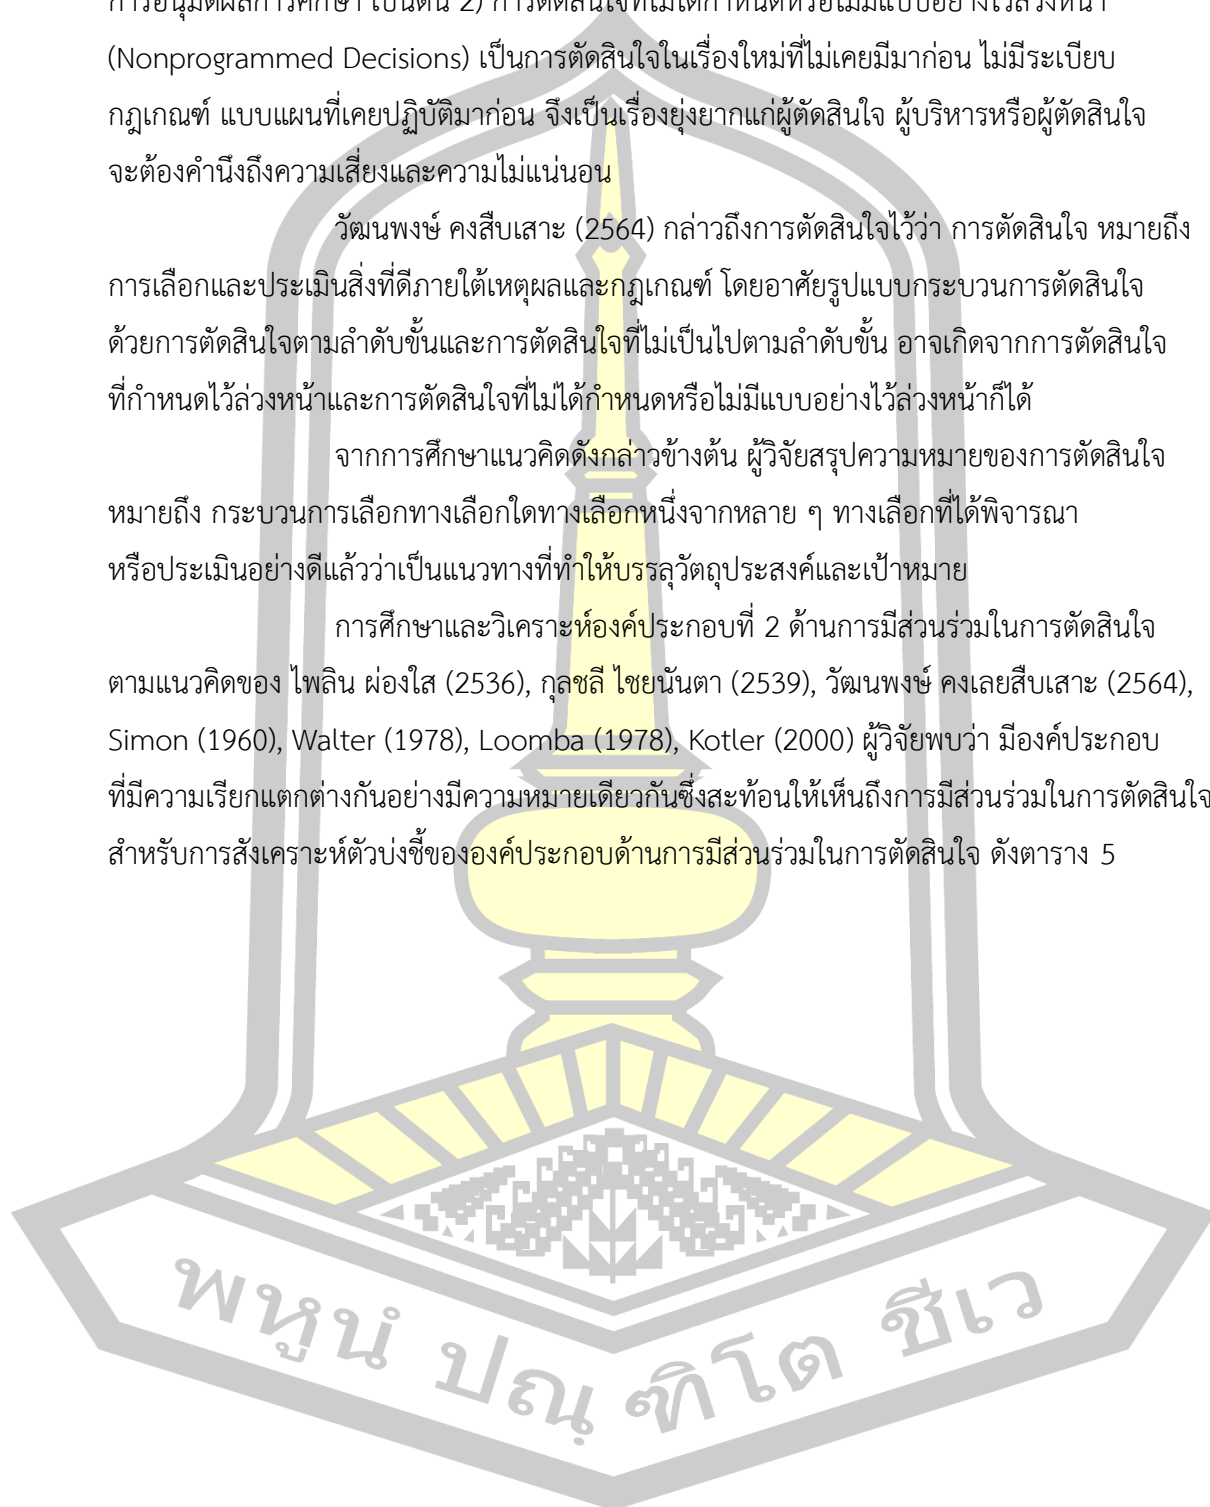 การอนุมัติผลการศึกษา เป็นต้น 2) การตัดสินใจที่ไม่ได้กำหนดหรือไม่มีแบบอย่างไว้ล่วงหน้า
(Nonprogrammed Decisions) เป็นการตัดสินใจในเรื่องใหม่ที่ไม่เคยมีมาก่อน ไม่มีระเบียบ
กฎเกณฑ์ แบบแผนที่เคยปฏิบัติมาก่อน จึงเป็นเรื่องยุ่งยากแก่ผู้ตัดสินใจ ผู้บริหารหรือผู้ตัดสินใจ
จะต้องคำนึงถึงความเสี่ยงและความไม่แน่นอน
วัฒนพงษ์ คงสืบเสาะ (2564) กล่าวถึงการตัดสินใจไว้ว่า การตัดสินใจ หมายถึง
การเลือกและประเมินสิ่งที่ดีภายใต้เหตุผลและกฎเกณฑ์ โดยอาศัยรูปแบบกระบวนการตัดสินใจ
ด้วยการตัดสินใจตามลำดับขั้นและการตัดสินใจที่ไม่เป็นไปตามลำดับขั้น อาจเกิดจากการตัดสินใจ
ที่กำหนดไว้ล่วงหน้าและการตัดสินใจที่ไม่ได้กำหนดหรือไม่มีแบบอย่างไว้ล่วงหน้าก็ได้
จากการศึกษาแนวคิดดังกล่าวข้างต้น ผู้วิจัยสรุปความหมายของการตัดสินใจ
หมายถึง กระบวนการเลือกทางเลือกใดทางเลือกหนึ่งจากหลาย ๆ ทางเลือกที่ได้พิจารณา
หรือประเมินอย่างดีแล้วว่าเป็นแนวทางที่ทำให้บรรลุวัตถุประสงค์และเป้าหมาย
การศึกษาและวิเคราะห์องค์ประกอบที่ 2 ด้านการมีส่วนร่วมในการตัดสินใจ
ตามแนวคิดของ ไพลิน ผ่องใส (2536), กุลชลี ไชยนันตา (2539), วัฒนพงษ์ คงเลยสืบเสาะ (2564),
Simon (1960), Walter (1978), Loomba (1978), Kotler (2000) ผู้วิจัยพบว่า มีองค์ประกอบ
ที่มีความเรียกแตกต่างกันอย่างมีความหมายเดียวกันซึ่งสะท้อนให้เห็นถึงการมีส่วนร่วมในการตัดสินใจ
สำหรับการสังเคราะห์ตัวบ่งชี้ขององค์ประกอบด้านการมีส่วนร่วมในการตัดสินใจ ดังตาราง 5
พหูนํ ปณฺฑิโต ชีเว